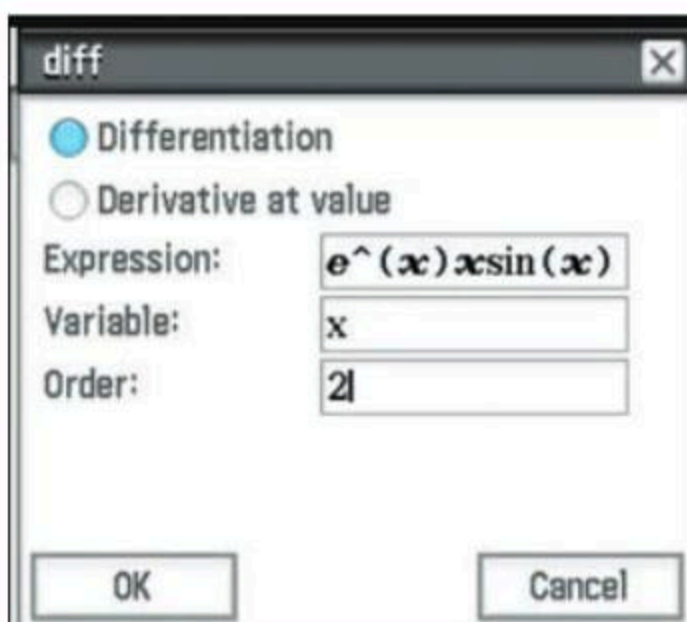 diff
Differentiation
Derivative at value
Expression: e^(x)xsin(x)
Variable: x
Order: 2
OK Cancel